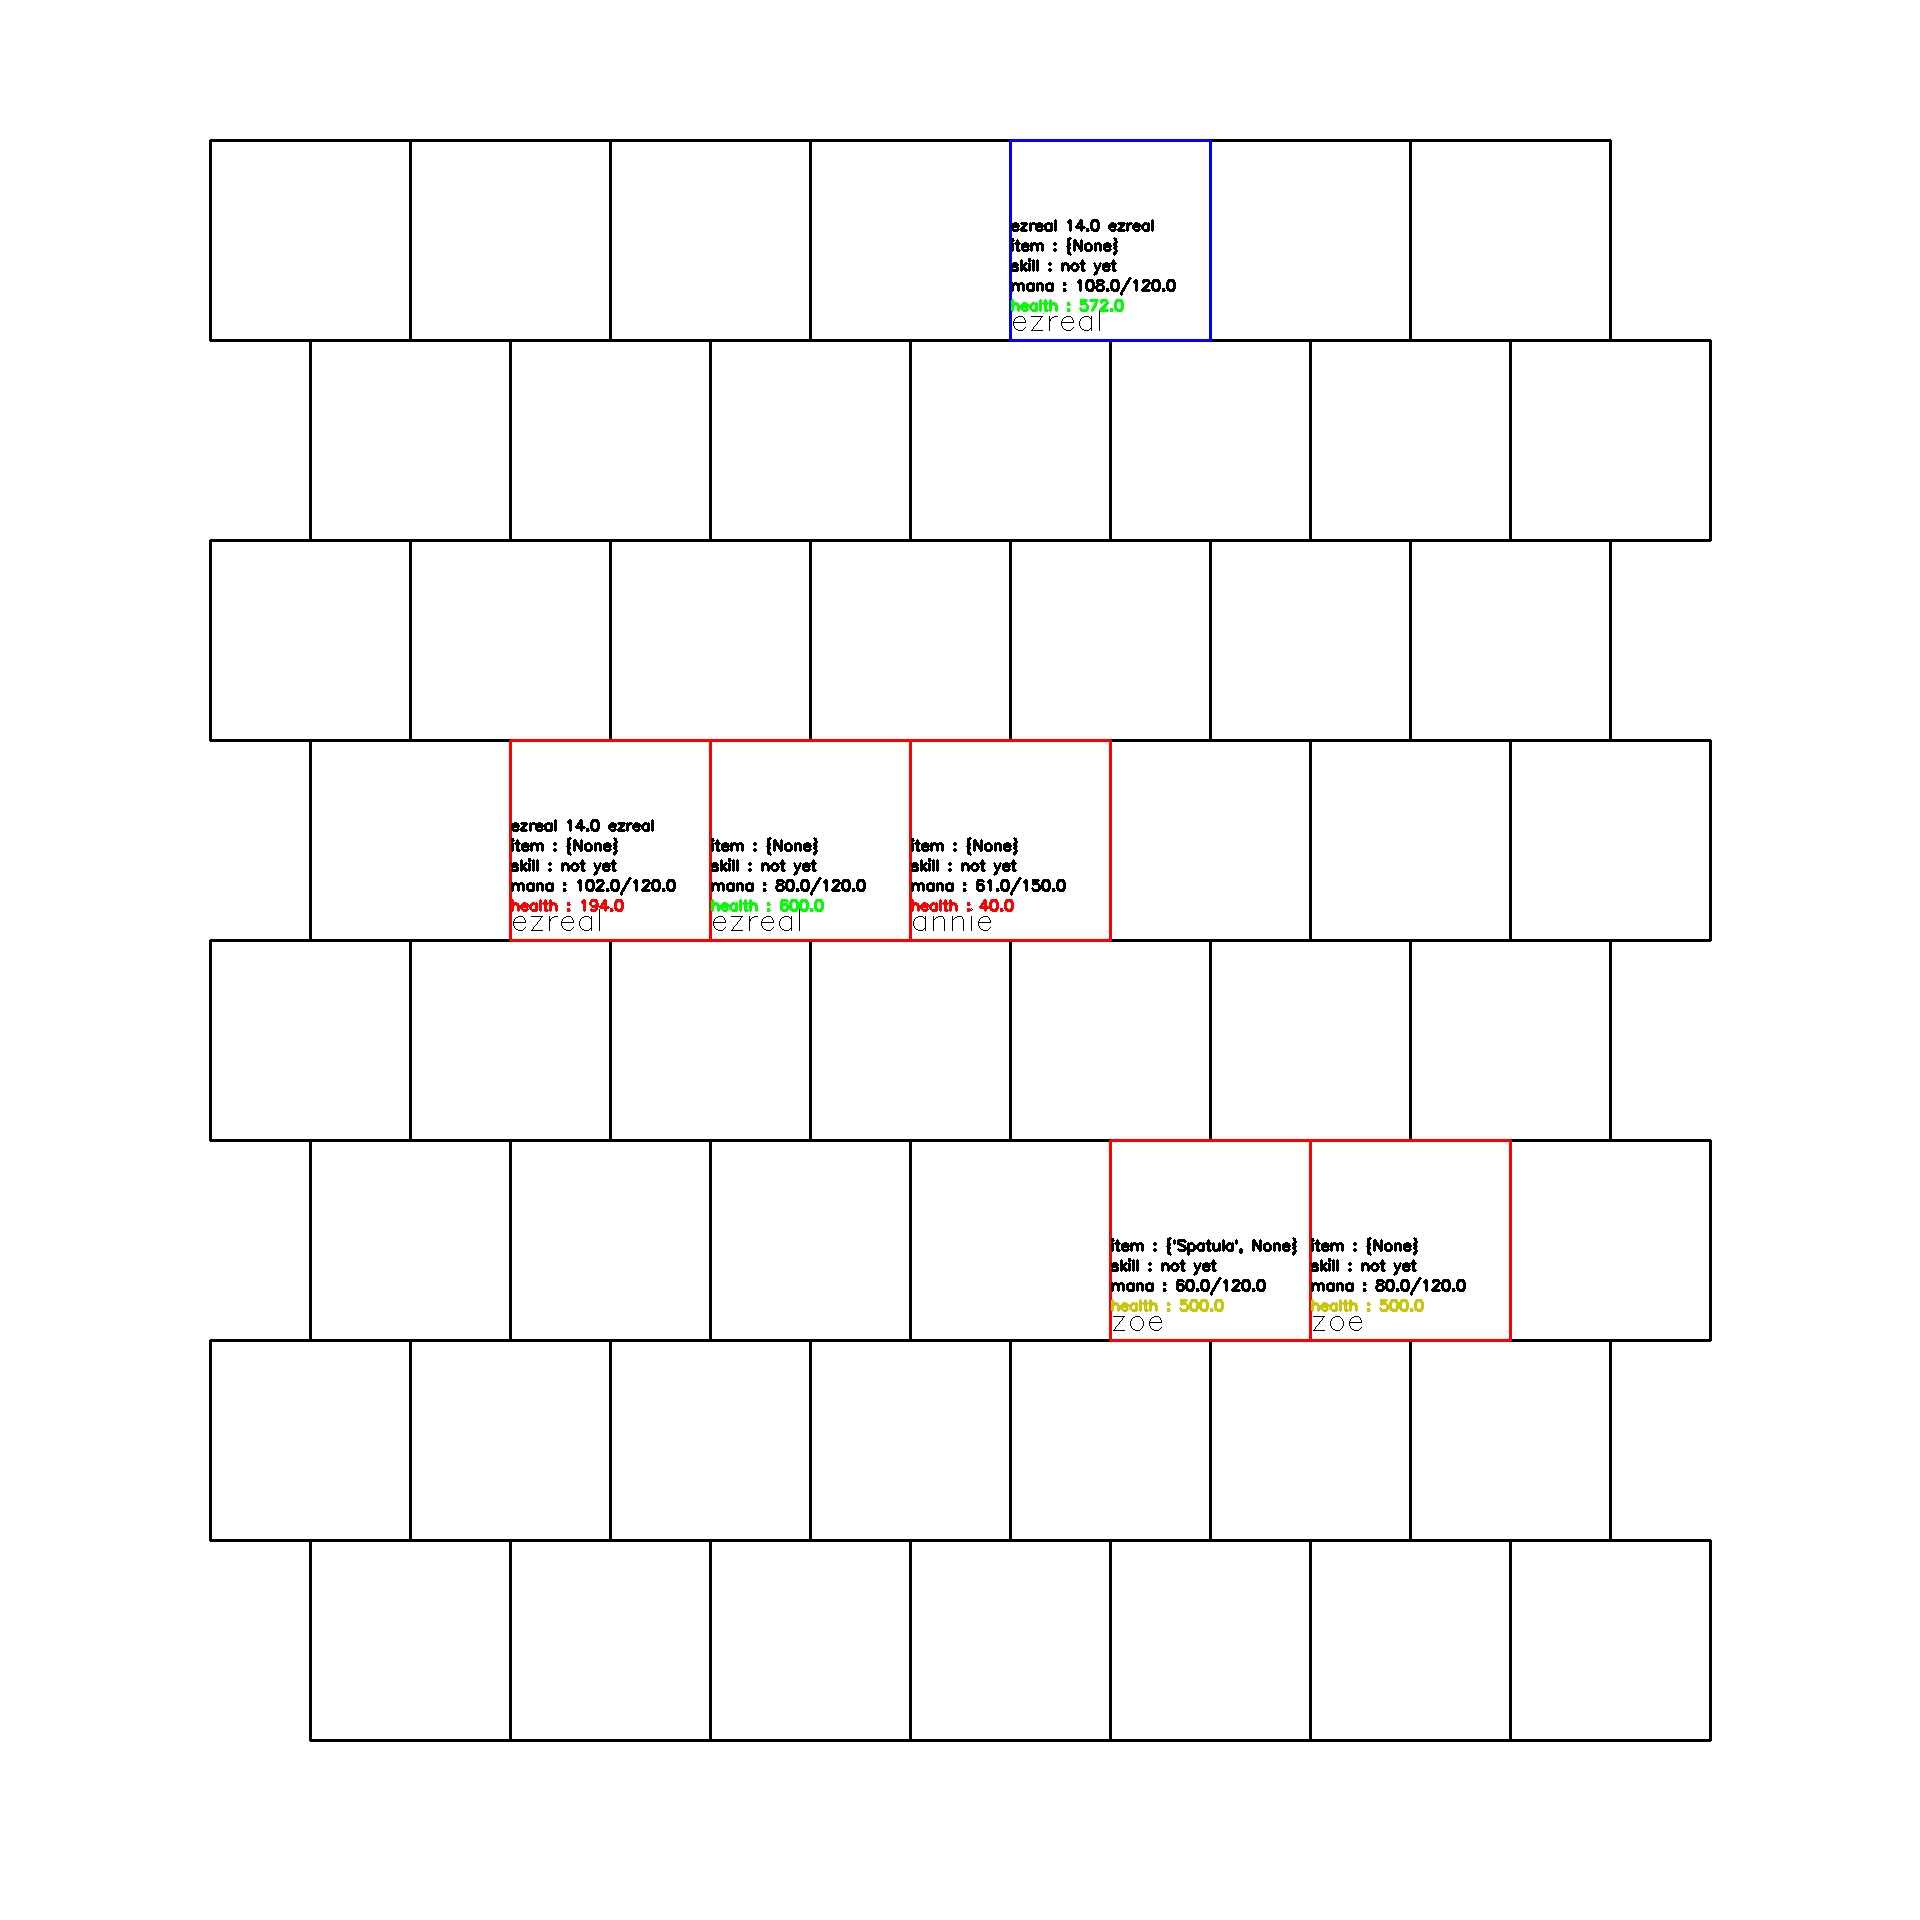 ezreal 14.0 ezreal
item : {None}
skill : not yet
mana : 108.0/120.0
health : 572.0
ezreal
ezreal 14.0 ezreal
item : {None}
skill : not yet
mana : 102.0/120.0
health : 194.0
ezreal
item : {None}
skill : not yet
mana : 80.0/120.0
health : 600.0
ezreal
item : {None}
skill : not yet
mana : 61.0/150.0
health : 40.0
annie
item : {'Spatula', None}
skill : not yet
mana : 60.0/120.0
health : 500.0
zoe
item : {None}
skill : not yet
mana : 80.0/120.0
health : 500.0
zoe